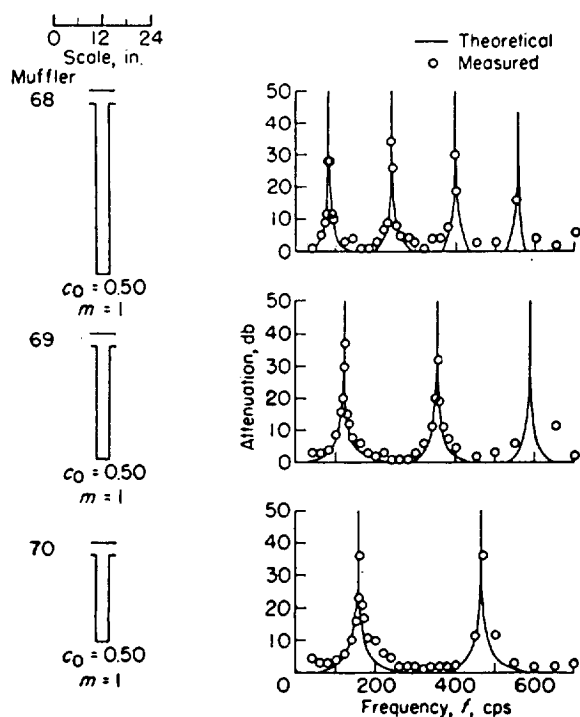 0 12 24
Scale, in.
Muffler
— Theoretical
○ Measured
68
50
40
30
20
10
0
c₀ = 0.50
m = 1
69
50
40
30
20
10
0
Attenuation, db
c₀ = 0.50
m = 1
70
50
40
30
20
10
0 200 400 600
Frequency, f, cps
c₀ = 0.50
m = 1